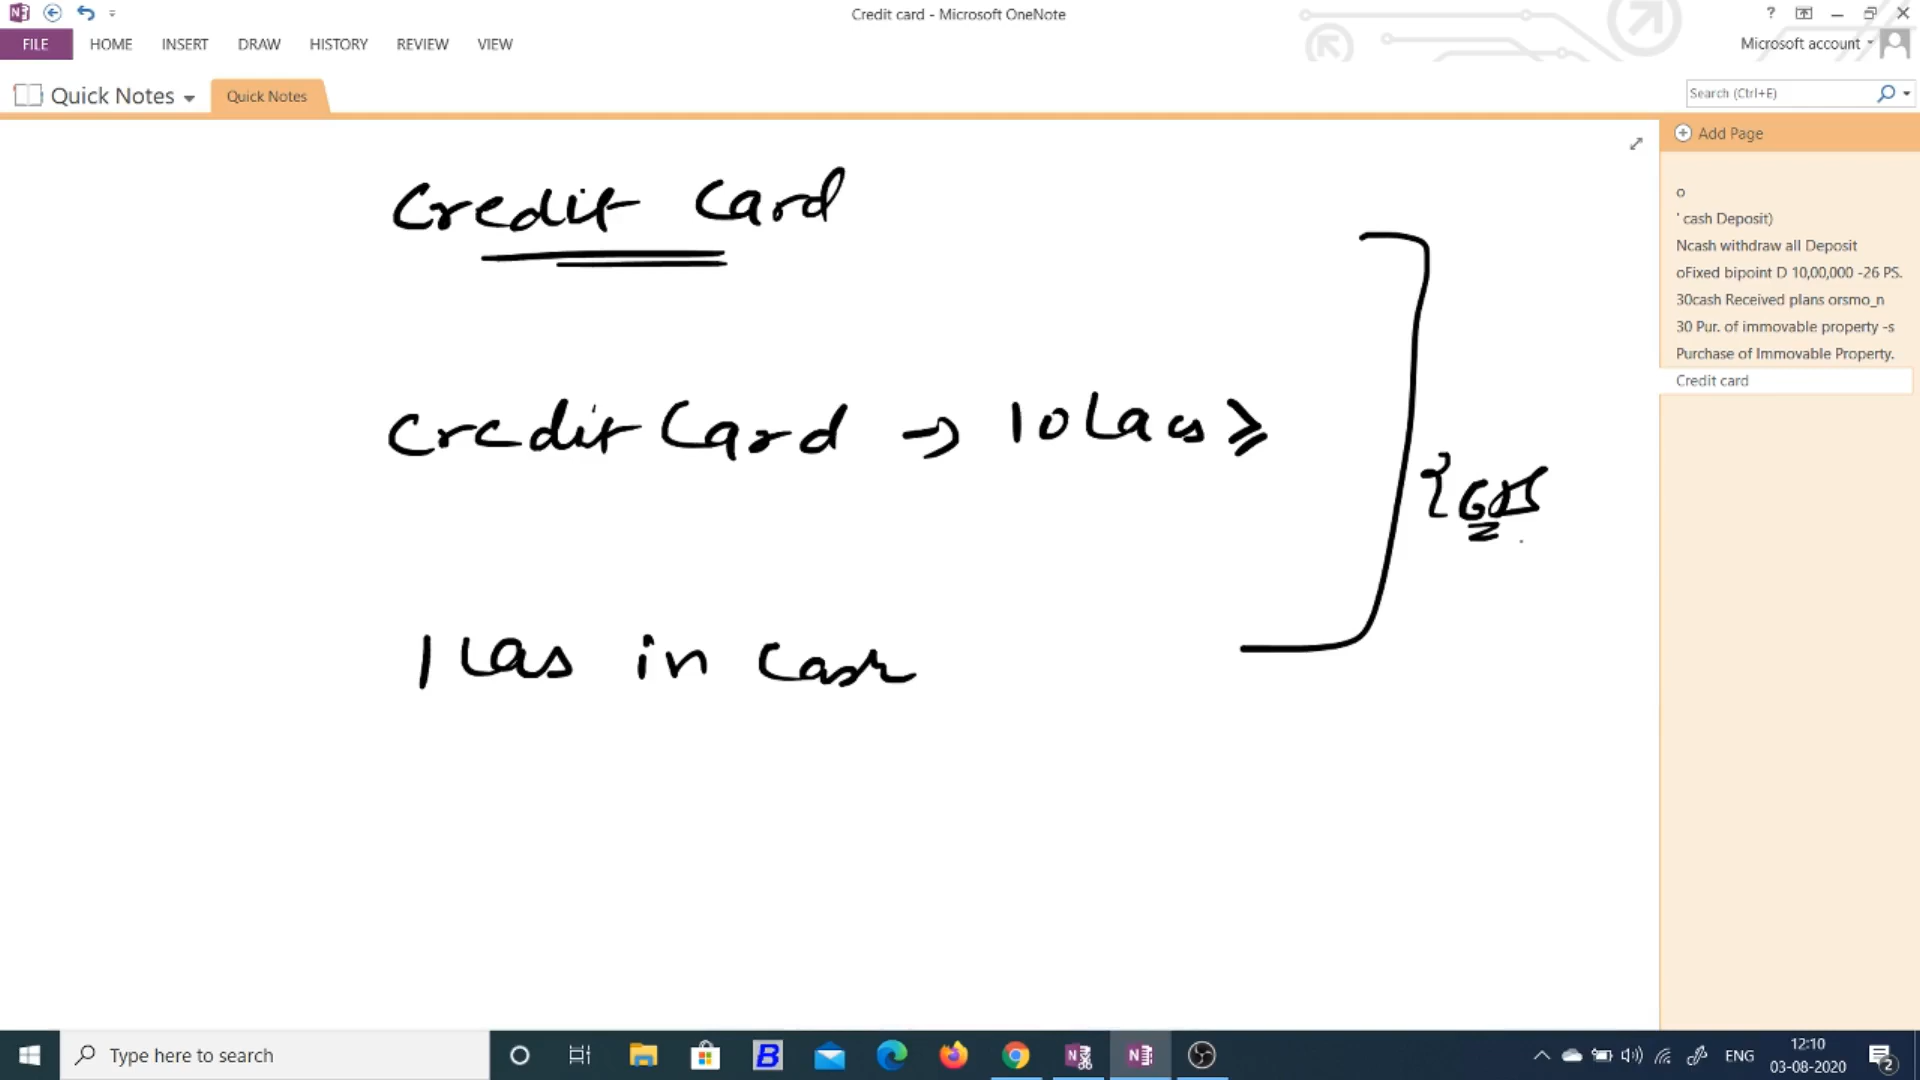 Credit card - Microsoft OneNote
?
FILE
HOME
INSERT
DRAW
HISTORY
REVIEW
VIEW
Microsoft account
Quick Notes
Quick Notes
Search (Ctrl+E)
Add Page
o
' cash Deposit)
Ncash withdraw all Deposit
oFixed bipoint D 10,00,000 -26 PS.
30cash Received plans orsmo_n
30 Pur. of immovable property -s
Purchase of Immovable Property.
Credit card
Credit Card
Credit Card → 10 Lacs ≥
1 Las in Cash
Type here to search
B
ENG
12:10
03-08-2020
2